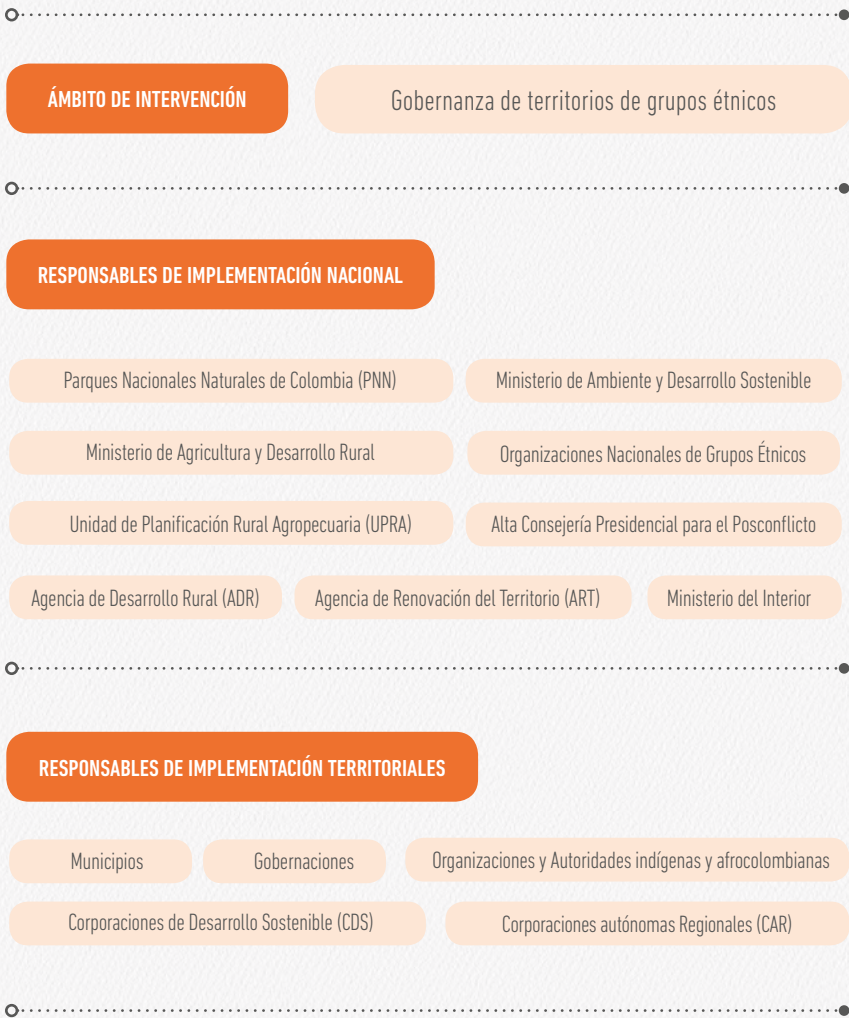 ÁMBITO DE INTERVENCIÓN
Gobernanza de territorios de grupos étnicos
RESPONSABLES DE IMPLEMENTACIÓN NACIONAL
Parques Nacionales Naturales de Colombia (PNN)
Ministerio de Ambiente y Desarrollo Sostenible
Ministerio de Agricultura y Desarrollo Rural
Organizaciones Nacionales de Grupos Étnicos
Unidad de Planificación Rural Agropecuaria (UPRA)
Alta Consejería Presidencial para el Posconflicto
Agencia de Desarrollo Rural (ADR)
Agencia de Renovación del Territorio (ART)
Ministerio del Interior
RESPONSABLES DE IMPLEMENTACIÓN TERRITORIALES
Municipios
Gobernaciones
Organizaciones y Autoridades indígenas y afrocolombianas
Corporaciones de Desarrollo Sostenible (CDS)
Corporaciones autónomas Regionales (CAR)